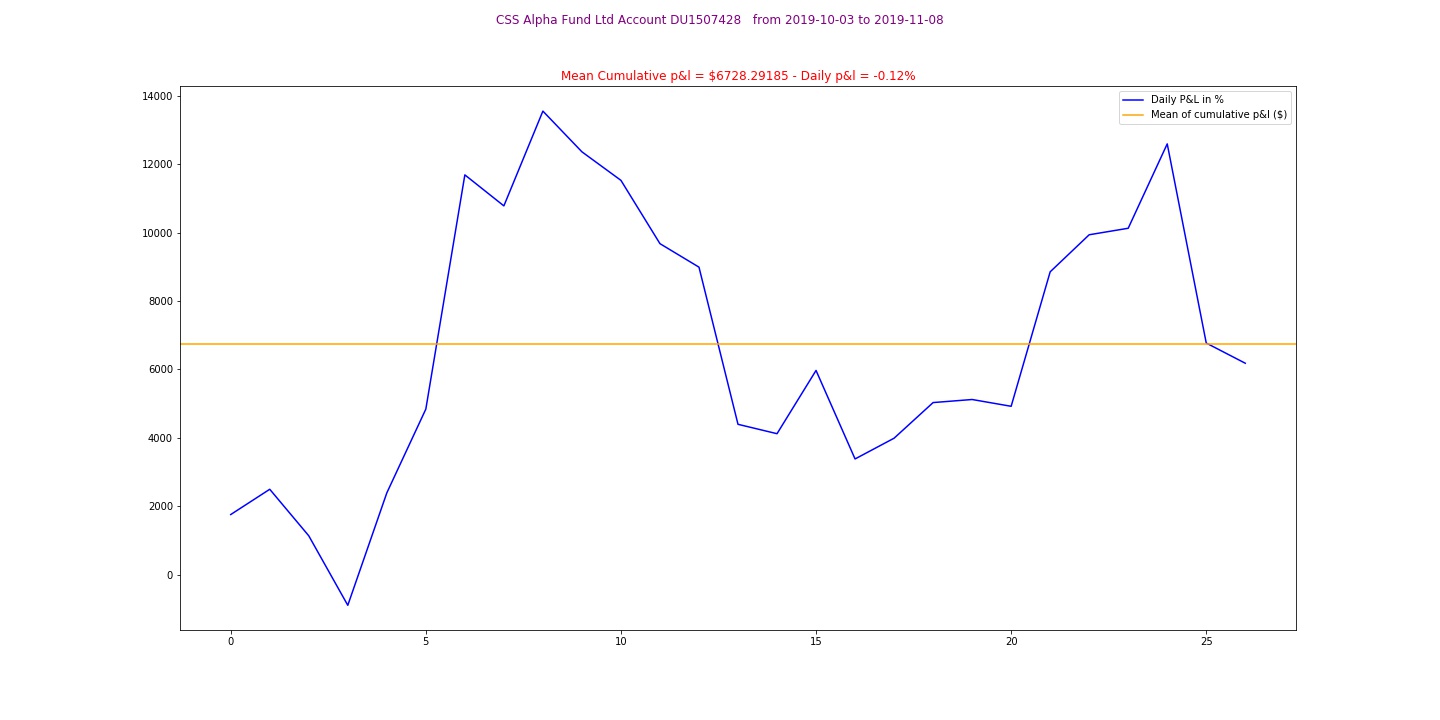 CSS Alpha Fund Ltd Account DU1507428   from 2019-10-03 to 2019-11-08
Mean Cumulative p&l = $6728.29185 - Daily p&l = -0.12%
Daily P&L in %
Mean of cumulative p&l ($)
14000
12000
10000
8000
6000
4000
2000
0
0 5 10 15 20 25